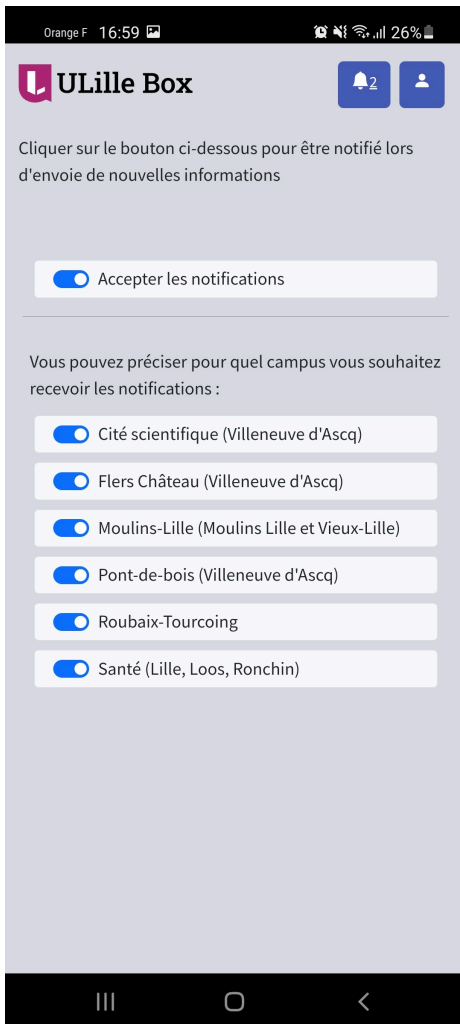 Orange F 16:59 26%
L ULille Box
2
Cliquer sur le bouton ci-dessous pour être notifié lors
d'envoie de nouvelles informations
Accepter les notifications
Vous pouvez préciser pour quel campus vous souhaitez
recevoir les notifications :
Cité scientifique (Villeneuve d'Ascq)
Flers Château (Villeneuve d'Ascq)
Moulins-Lille (Moulins Lille et Vieux-Lille)
Pont-de-bois (Villeneuve d'Ascq)
Roubaix-Tourcoing
Santé (Lille, Loos, Ronchin)